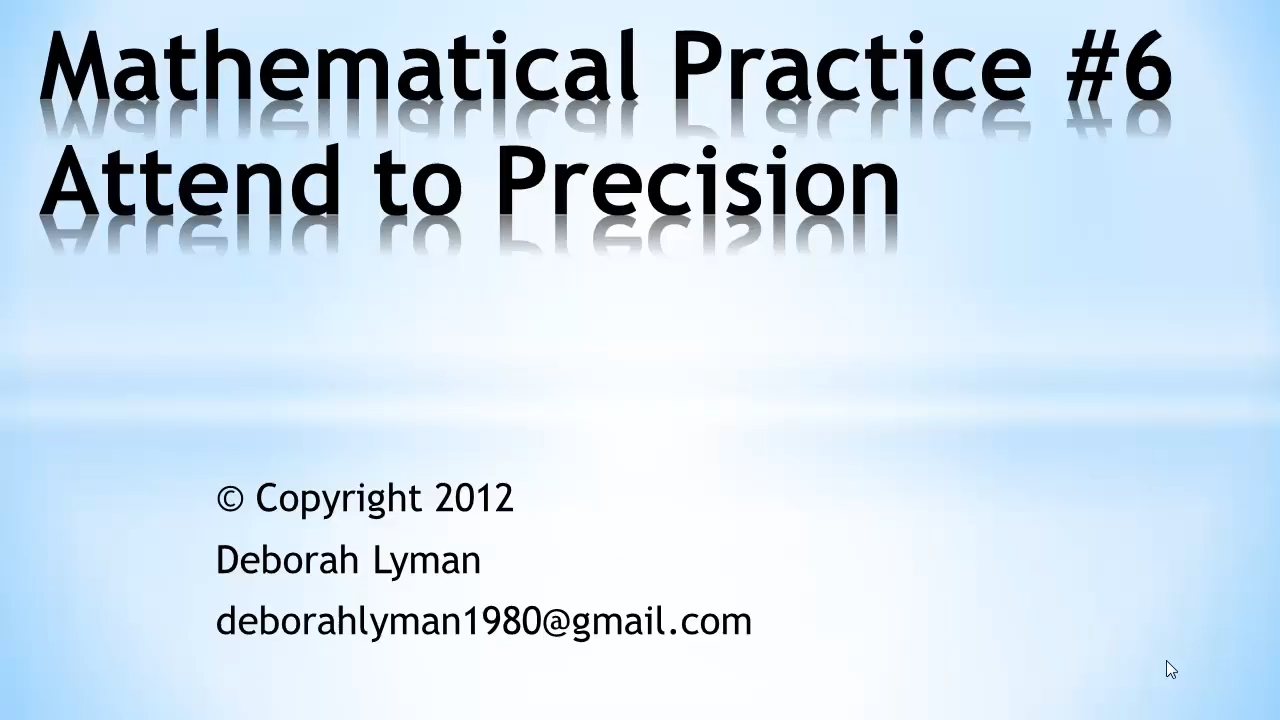 Mathematical Practice #6
Attend to Precision
© Copyright 2012
Deborah Lyman
deborahlyman1980@gmail.com